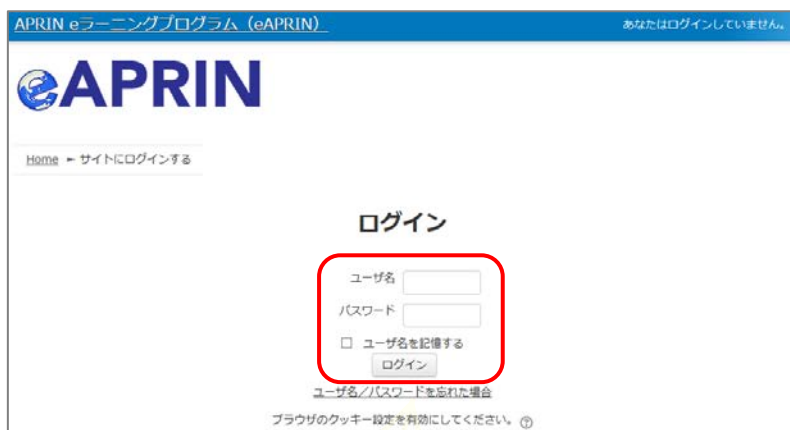 APRIN eラーニングプログラム（eAPRIN）
あなたはログインしていません。
eAPRIN
Home ► サイトにログインする
ログイン
ユーザ名
パスワード
ユーザ名を記憶する
ログイン
ユーザ名／パスワードを忘れた場合
ブラウザのクッキー設定を有効にしてください。